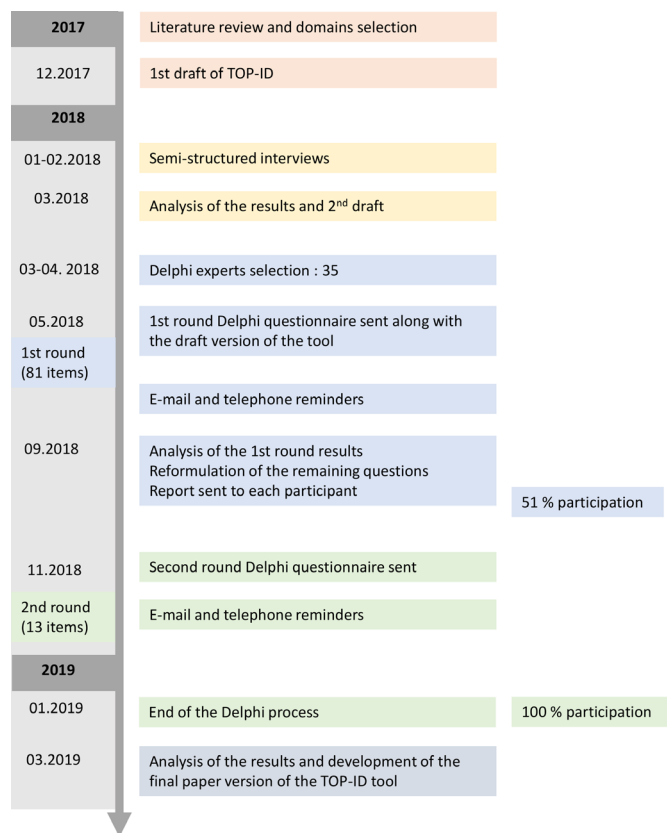 2017
Literature review and domains selection
12.2017
1st draft of TOP-ID
2018
01-02.2018
Semi-structured interviews
03.2018
Analysis of the results and 2nd draft
03-04. 2018
Delphi experts selection : 35
05.2018
1st round Delphi questionnaire sent along with
the draft version of the tool
1st round
(81 items)
E-mail and telephone reminders
09.2018
Analysis of the 1st round results
Reformulation of the remaining questions
Report sent to each participant
51 % participation
11.2018
Second round Delphi questionnaire sent
2nd round
(13 items)
E-mail and telephone reminders
2019
01.2019
End of the Delphi process
100 % participation
03.2019
Analysis of the results and development of the
final paper version of the TOP-ID tool